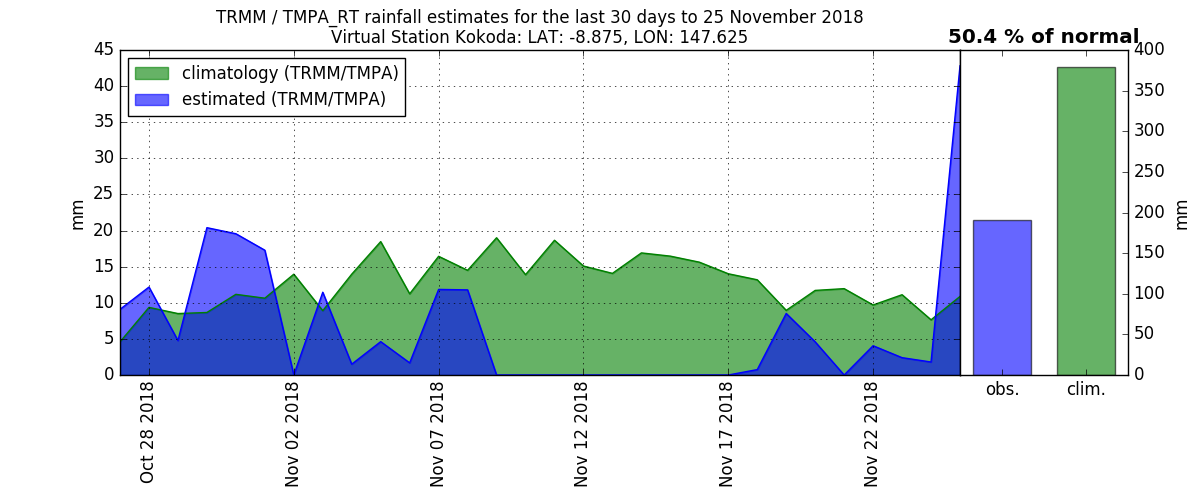 TRMM / TMPA_RT rainfall estimates for the last 30 days to 25 November 2018
Virtual Station Kokoda: LAT: -8.875, LON: 147.625
50.4 % of normal
climatology (TRMM/TMPA)
estimated (TRMM/TMPA)
mm
45
40
35
30
25
20
15
10
5
0
Oct 28 2018
Nov 02 2018
Nov 07 2018
Nov 12 2018
Nov 17 2018
Nov 22 2018
obs.
clim.
400
350
300
250
200
150
100
50
0
mm